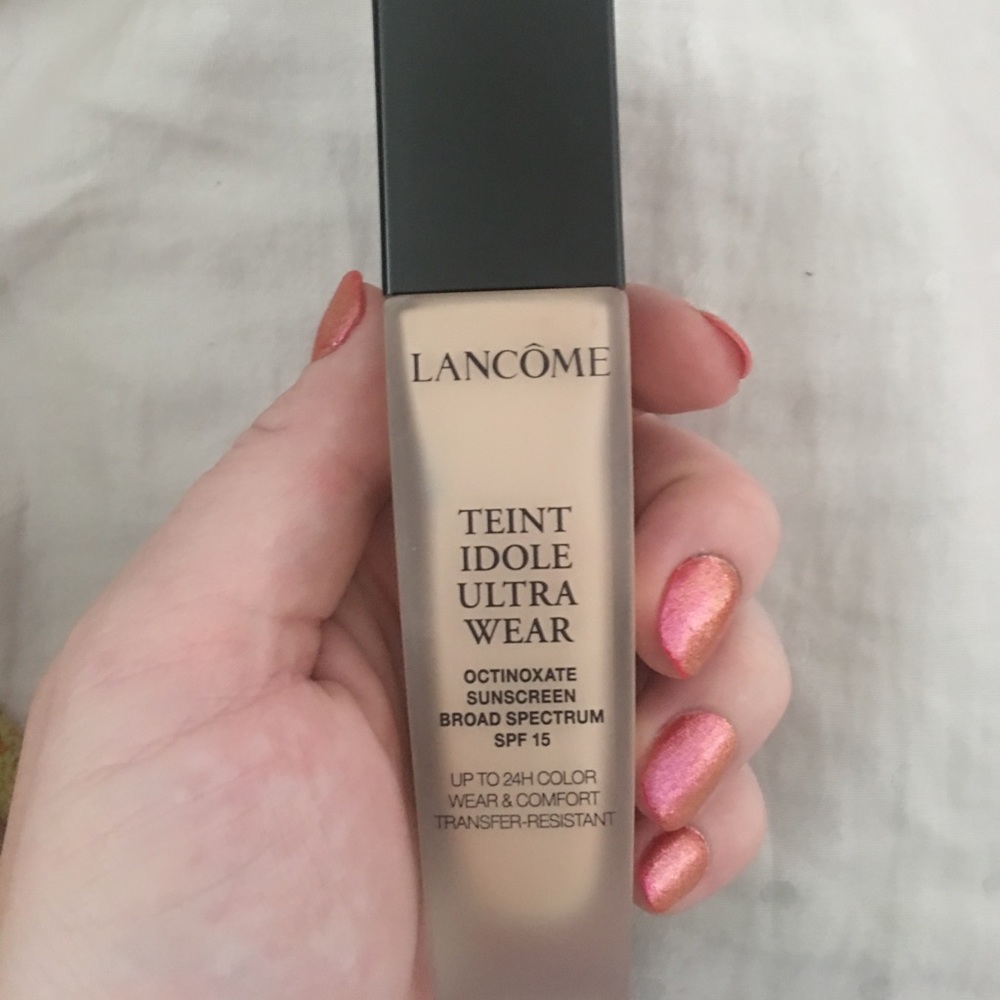 LANCÔME
TEINT
IDOLE
ULTRA
WEAR
OCTINOXATE
SUNSCREEN
BROAD SPECTRUM
SPF 15
UP TO 24H COLOR
WEAR & COMFORT
TRANSFER-RESISTANT